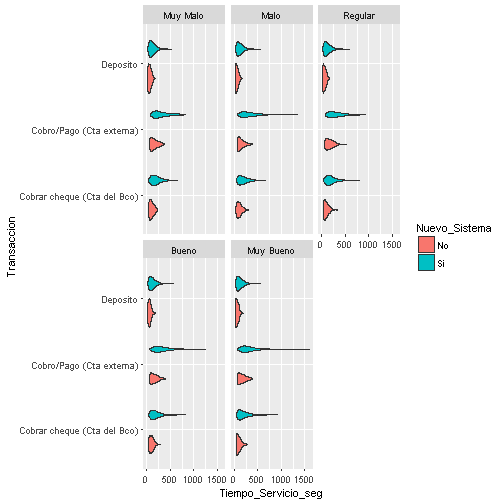 Muy Malo
Malo
Regular
Deposito
Cobro/Pago (Cta externa)
Cobrar cheque (Cta del Bco)
0 500 1000 1500
Transaccion
Nuevo_Sistema
No
Si
Bueno
Muy Bueno
Deposito
Cobro/Pago (Cta externa)
Cobrar cheque (Cta del Bco)
0 500 1000 1500 0 500 1000 1500
Tiempo_Servicio_seg